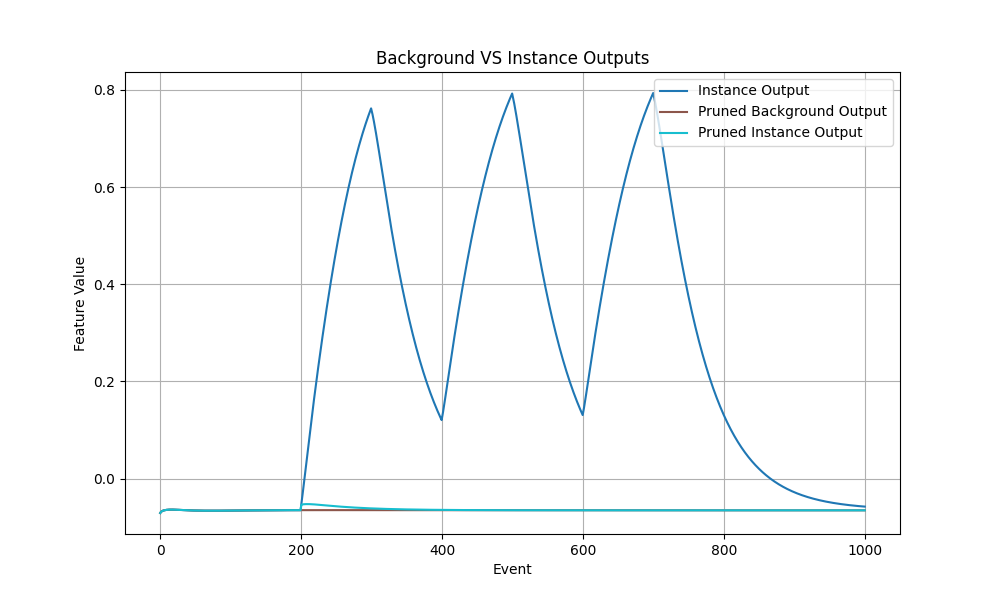 Background VS Instance Outputs
Instance Output
Pruned Background Output
Pruned Instance Output
Feature Value
0.8
0.6
0.4
0.2
0.0
0 200 400 600 800 1000
Event